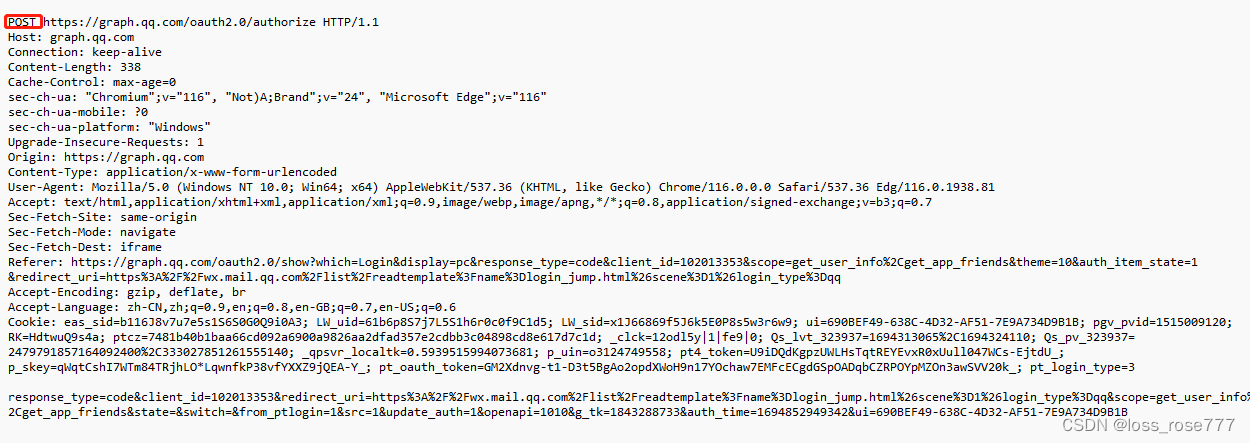 POST https://graph.qq.com/oauth2.0/authorize HTTP/1.1
Host: graph.qq.com
Connection: keep-alive
Content-Length: 338
Cache-Control: max-age=0
sec-ch-ua: "Chromium";v="116", "Not)A;Brand";v="24", "Microsoft Edge";v="116"
sec-ch-ua-mobile: ?0
sec-ch-ua-platform: "Windows"
Upgrade-Insecure-Requests: 1
Origin: https://graph.qq.com
Content-Type: application/x-www-form-urlencoded
User-Agent: Mozilla/5.0 (Windows NT 10.0; Win64; x64) AppleWebKit/537.36 (KHTML, like Gecko) Chrome/116.0.0.0 Safari/537.36 Edg/116.0.1938.81
Accept: text/html,application/xhtml+xml,application/xml;q=0.9,image/webp,image/apng,*/*;q=0.8,application/signed-exchange;v=b3;q=0.7
Sec-Fetch-Site: same-origin
Sec-Fetch-Mode: navigate
Sec-Fetch-Dest: iframe
Referer: https://graph.qq.com/oauth2.0/show?which=Login&display=pc&response_type=code&client_id=102013353&scope=get_user_info%2Cget_app_friends&theme=10&auth_item_state=1
&redirect_uri=https%3A%2F%2Fwx.mail.qq.com%2Flist%2Freadtemplate%3Fname%3Dlogin_jump.html%26scene%3D1%26login_type%3Dqq
Accept-Encoding: gzip, deflate, br
Accept-Language: zh-CN,zh;q=0.9,en;q=0.8,en-GB;q=0.7,en-US;q=0.6
Cookie: eas_sid=b116J8v7u7e5s1S6S0G0Q9i0A3; LW_uid=61b6p8S7j7L5S1h6r0c0f9C1d5; LW_sid=x1J66869f5J6k5E0P8s5w3r6w9; ui=690BEF49-638C-4D32-AF51-7E9A734D9B1B; pgv_pvid=1515009120;
RK=HdtwuQ9s4a; ptcz=7481b40b1baa66cd092a6900a9826aa2dfad357e2cdbb3c04898cd8e617d7c1d; _clck=12odl5y|1|fe9|0; Qs_lvt_323937=1694313065%2C1694324110; Qs_pv_323937=
2479791857164092400%2C333027851261555140; _qpsvr_localtk=0.5939515994073681; p_uin=o3124749558; pt4_token=U9iDQdKgpzUWLHsTqtREYEvxR0xUull047WCs-EjtdU_;
p_skey=qWqtCshI7WTm84TRjhLO*LqwnfkP38vfYXXZ9jQEA-Y_; pt_oauth_token=GM2Xdnvg-t1-D3t5BgAo2opdXWoH9n17YOchaw7EMFcECgdGSpOADqbCZRPOYpMZOn3awSVV20k_; pt_login_type=3
response_type=code&client_id=102013353&redirect_uri=https%3A%2F%2Fwx.mail.qq.com%2Flist%2Freadtemplate%3Fname%3Dlogin_jump.html%26scene%3D1%26login_type%3Dqq&scope=get_user_info%
2Cget_app_friends&state=&switch=&from_ptlogin=1&src=1&update_auth=1&openapi=1010&g_tk=1843288733&auth_time=1694852949342&ui=690BEF49-638C-4D32-AF51-7E9A734D9B1B
CSDN @loss_rose777